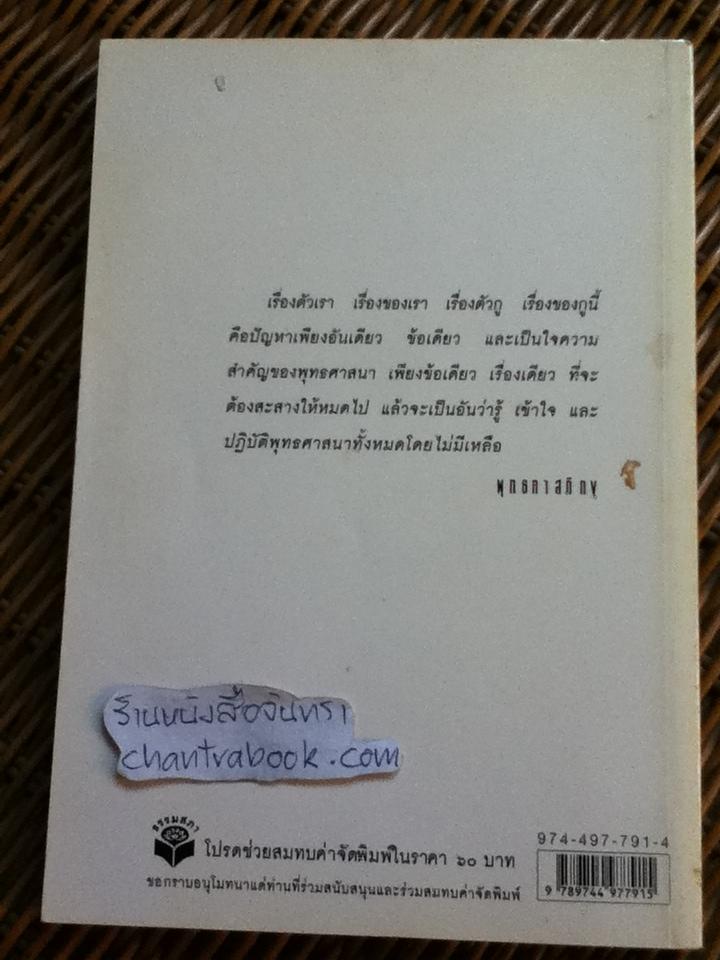 เรื่องตัวเรา เรื่องของเรา เรื่องตัวกู เรื่องของกูนี้
คือปัญหาเพียงอันเดียว ข้อเดียว และเป็นใจความ
สำคัญของพุทธศาสนา เพียงข้อเดียว เรื่องเดียว ที่จะ
ต้องสะสางให้หมดไป แล้วจะเป็นอันว่ารู้ เข้าใจ และ
ปฏิบัติพุทธศาสนาทั้งหมดโดยไม่มีเหลือ
พุทธทาสภิกขุ
ร้านหนังสือจันทรา
chantrabook.com
ธรรมสภา
โปรดช่วยสมทบค่าจัดพิมพ์ในราคา ๖๐ บาท
ขอกราบอนุโมทนาแด่ท่านที่ร่วมสนับสนุนและร่วมสมทบค่าจัดพิมพ์
974-497-791-4
9 789744 977915